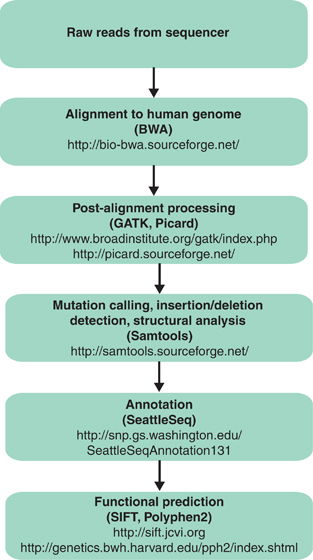 Raw reads from sequencer
Alignment to human genome
(BWA)
http://bio-bwa.sourceforge.net/
Post-alignment processing
(GATK, Picard)
http://www.broadinstitute.org/gatk/index.php
http://picard.sourceforge.net/
Mutation calling, insertion/deletion
detection, structural analysis
(Samtools)
http://samtools.sourceforge.net/
Annotation
(SeattleSeq)
http://snp.gs.washington.edu/
SeattleSeqAnnotation131
Functional prediction
(SIFT, Polyphen2)
http://sift.jcvi.org
http://genetics.bwh.harvard.edu/pph2/index.shtml